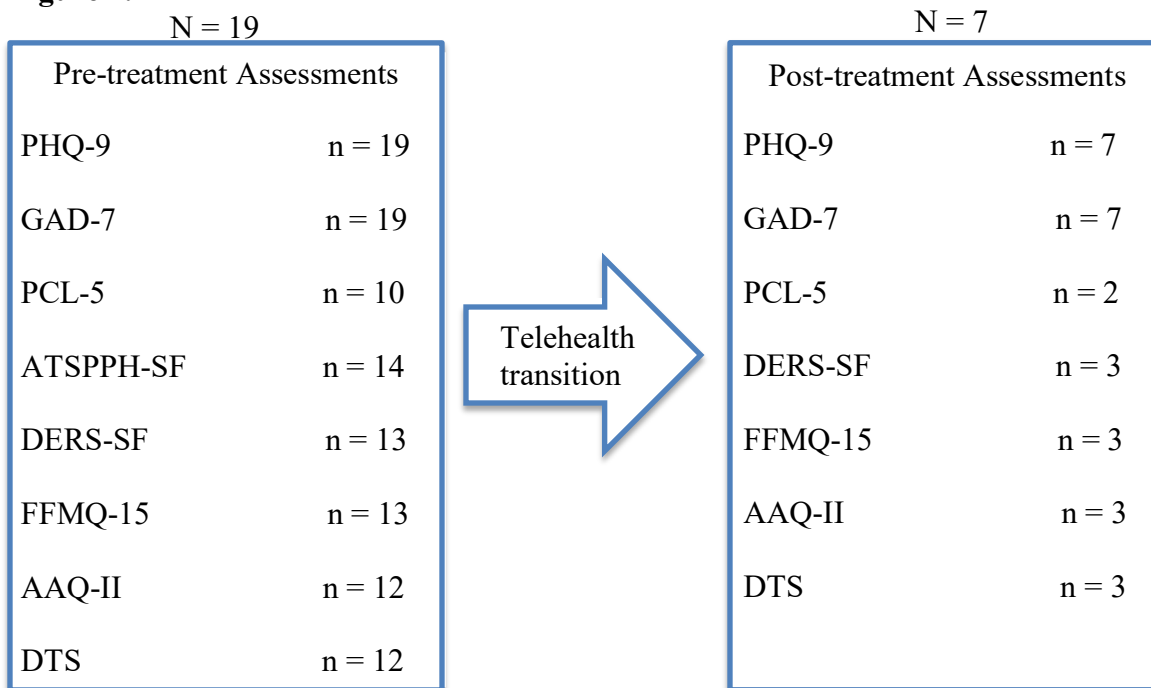 N = 19
Pre-treatment Assessments
PHQ-9 n = 19
GAD-7 n = 19
PCL-5 n = 10
ATSPPH-SF n = 14
DERS-SF n = 13
FFMQ-15 n = 13
AAQ-II n = 12
DTS n = 12
Telehealth
transition
N = 7
Post-treatment Assessments
PHQ-9 n = 7
GAD-7 n = 7
PCL-5 n = 2
DERS-SF n = 3
FFMQ-15 n = 3
AAQ-II n = 3
DTS n = 3